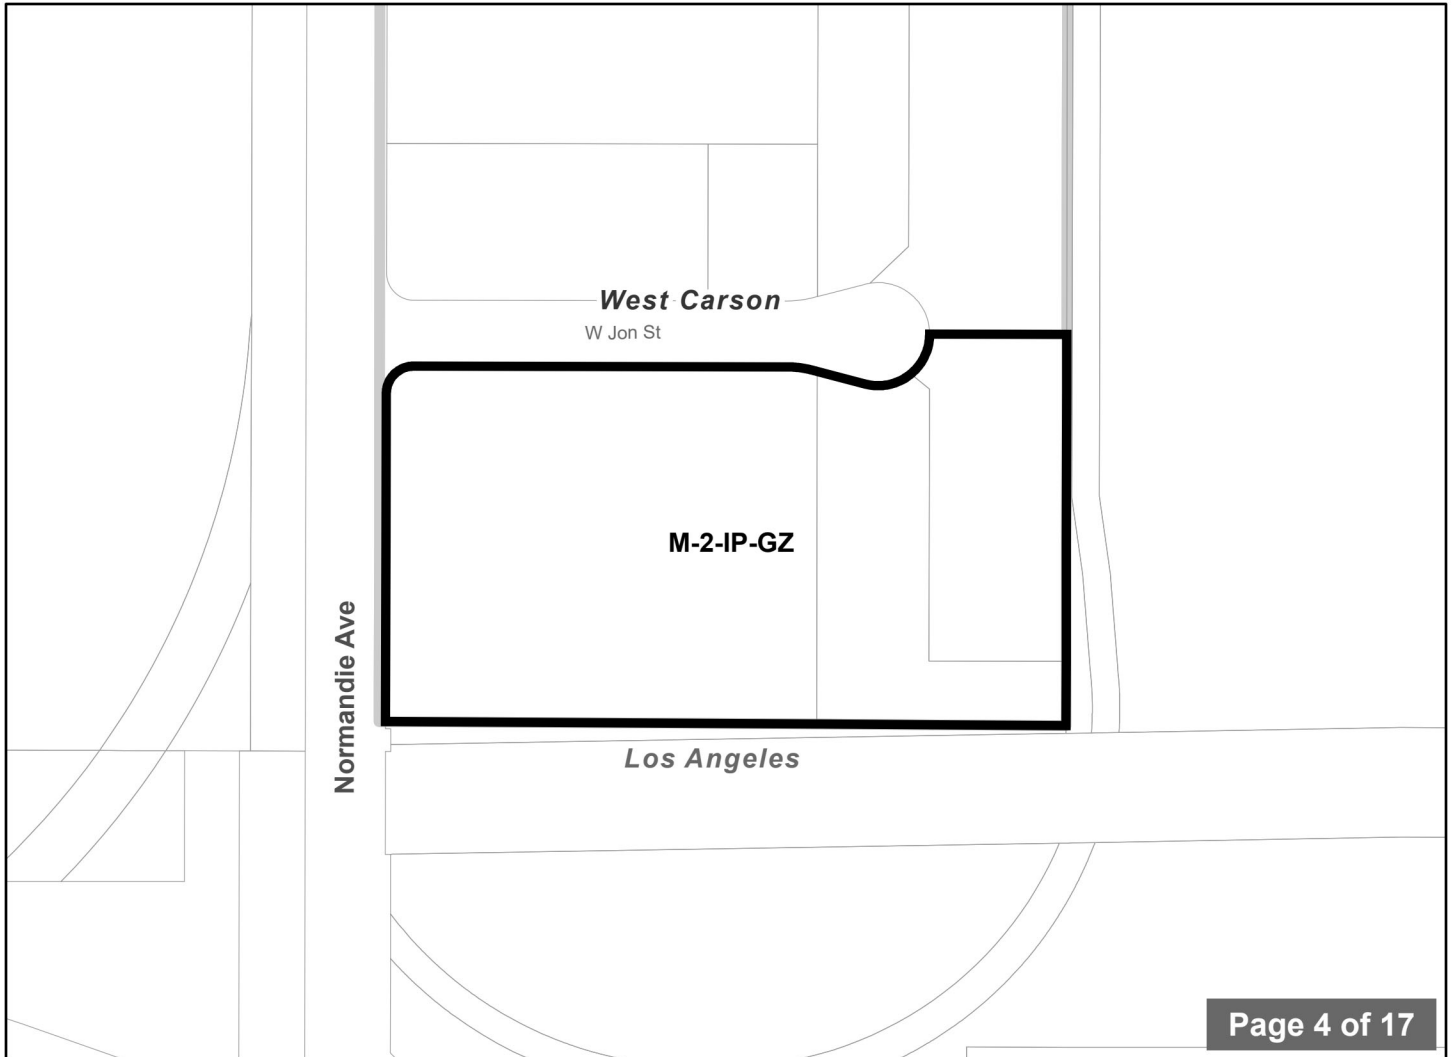 West Carson
W Jon St
M-2-IP-GZ
Normandie Ave
Los Angeles
Page 4 of 17